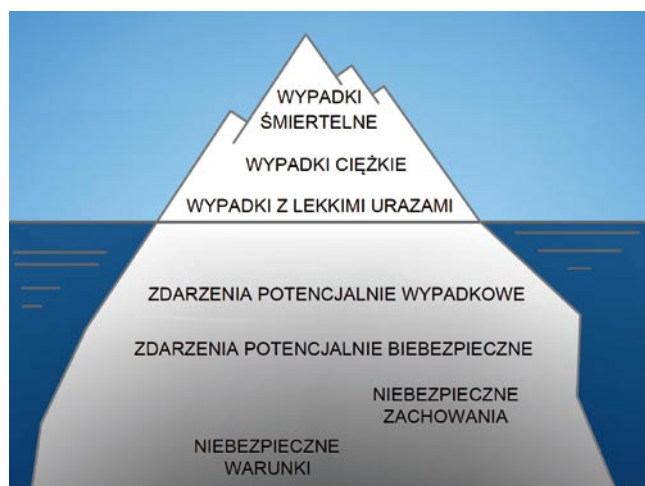 WYPADKI
ŚMIERTELNE
WYPADKI CIĘŻKIE
WYPADKI Z LEKKIMI URAZAMI
ZDARZENIA POTENCJALNIE WYPADKOWE
ZDARZENIA POTENCJALNIE BIEBEZPIECZNE
NIEBEZPIECZNE
ZACHOWANIA
NIEBEZPIECZNE
WARUNKI